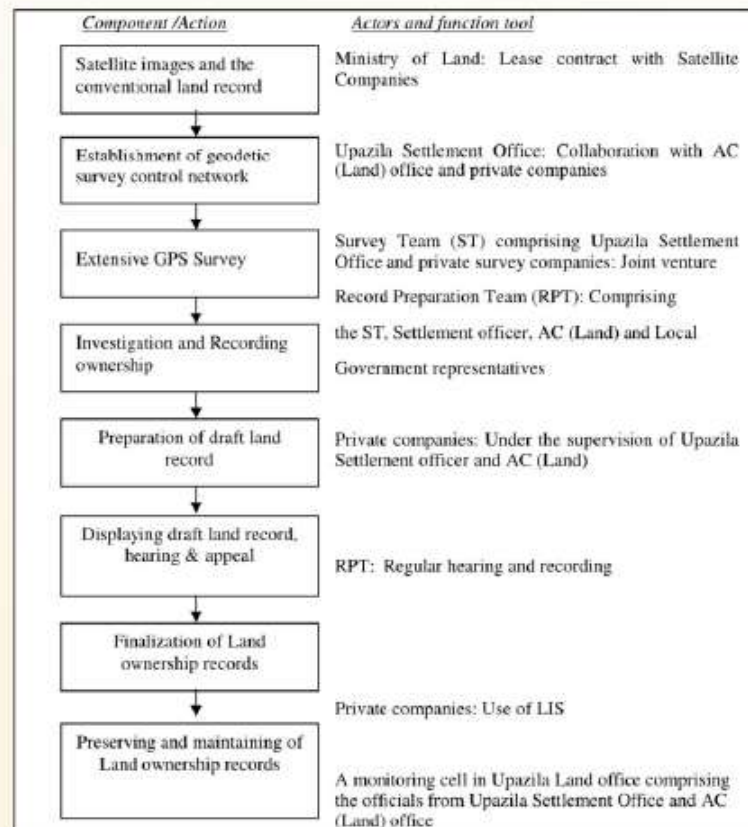 Component /Action
Actors and function tool
Satellite images and the
conventional land record
Ministry of Land: Lease contract with Satellite
Companies
Establishment of geodetic
survey control network
Upazila Settlement Office: Collaboration with AC
(Land) office and private companies
Extensive GPS Survey
Survey Team (ST) comprising Upazila Settlement
Office and private survey companies: Joint venture
Record Preparation Team (RPT): Comprising
the ST, Settlement officer, AC (Land) and Local
Government representatives
Investigation and Recording
ownership
Preparation of draft land
record
Private companies: Under the supervision of Upazila
Settlement officer and AC (Land)
Displaying draft land record,
hearing & appeal
RPT: Regular hearing and recording
Finalization of Land
ownership records
Private companies: Use of LIS
Preserving and maintaining of
Land ownership records
A monitoring cell in Upazila Land office comprising
the officials from Upazila Settlement Office and AC
(Land) office